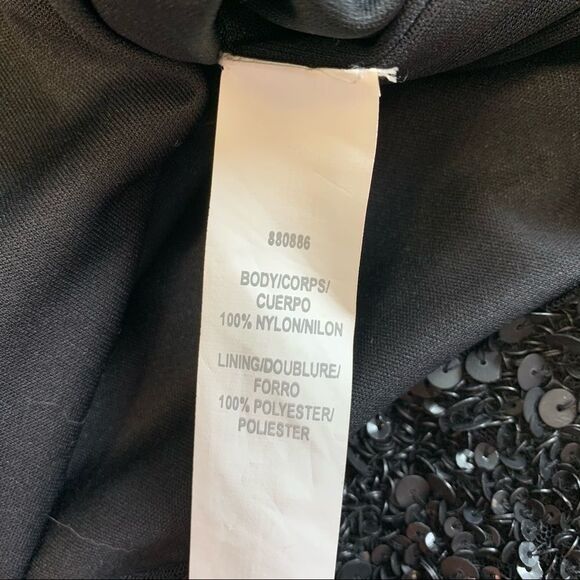 880886
BODY/CORPS/
CUERPO
100% NYLON/NILON
LINING/DOUBLURE/
FORRO
100% POLYESTER/
POLIESTER